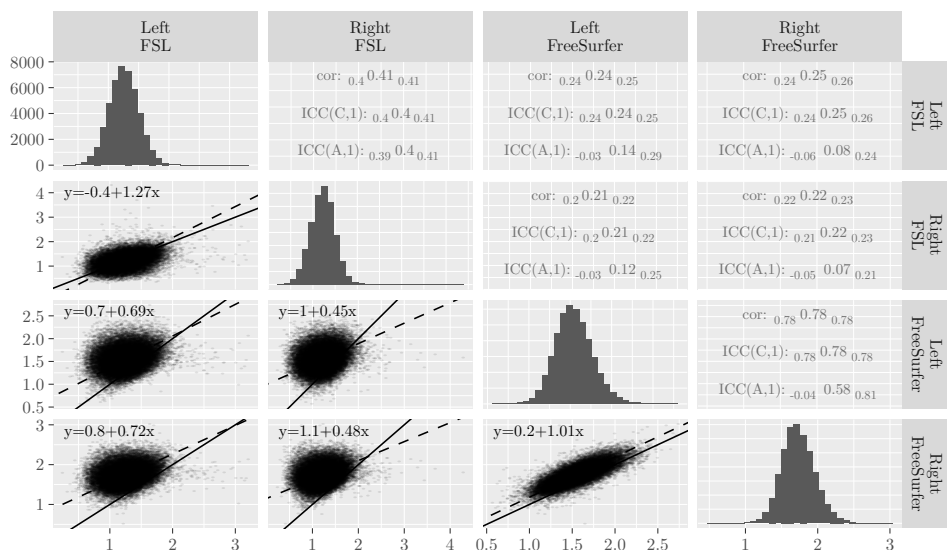 Left
FSL
Right
FSL
Left
FreeSurfer
Right
FreeSurfer
8000
6000
4000
2000
0
cor: 0.4 0.41 0.41
ICC(C,1): 0.4 0.4 0.41
ICC(A,1): 0.39 0.4 0.41
cor: 0.24 0.24 0.25
ICC(C,1): 0.24 0.24 0.25
ICC(A,1): -0.03 0.14 0.29
cor: 0.24 0.25 0.26
ICC(C,1): 0.24 0.25 0.26
ICC(A,1): -0.06 0.08 0.24
Left
FSL
4
3
2
1
y=-0.4+1.27x
cor: 0.2 0.21 0.22
ICC(C,1): 0.2 0.21 0.22
ICC(A,1): -0.03 0.12 0.25
cor: 0.22 0.22 0.23
ICC(C,1): 0.21 0.22 0.23
ICC(A,1): -0.05 0.07 0.21
Right
FSL
2.5
2.0
1.5
1.0
0.5
y=0.7+0.69x
y=1+0.45x
cor: 0.78 0.78 0.78
ICC(C,1): 0.78 0.78 0.78
ICC(A,1): -0.04 0.58 0.81
Left
FreeSurfer
3
2
1
y=0.8+0.72x
y=1.1+0.48x
y=0.2+1.01x
Right
FreeSurfer
1 2 3
1 2 3 4
0.5 1.0 1.5 2.0 2.5
1 2 3